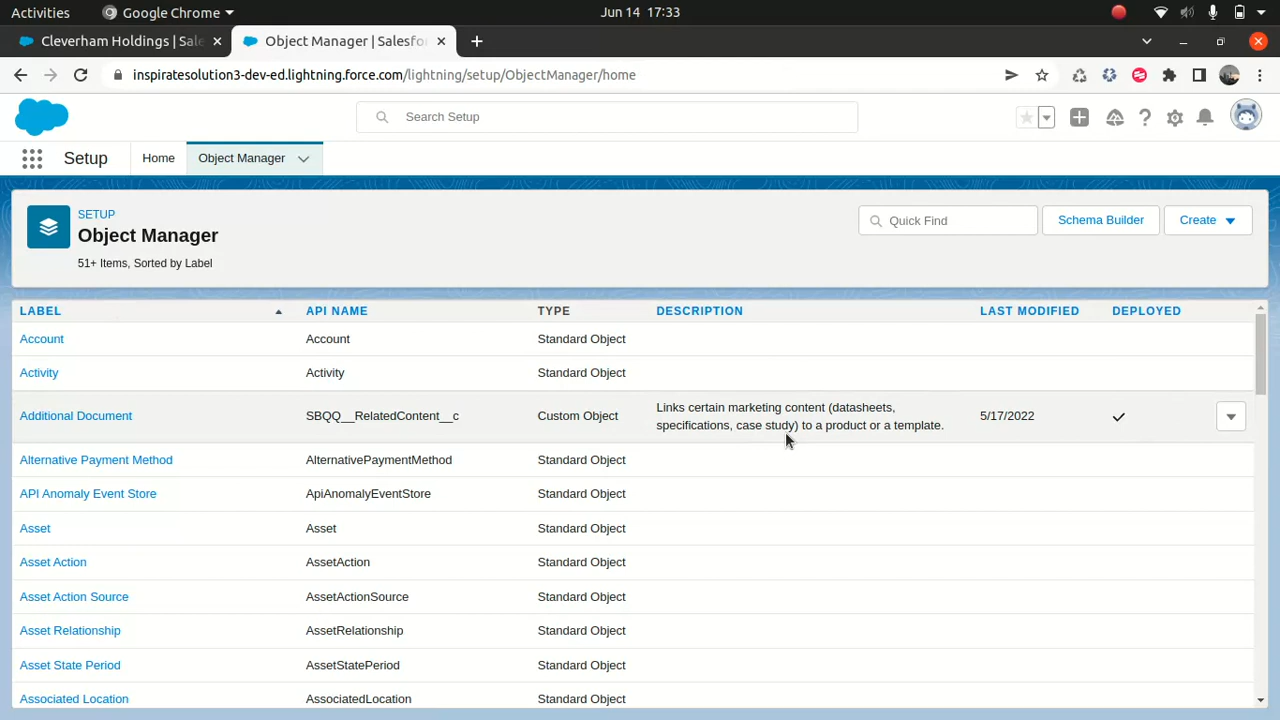 Activities
Google Chrome
Jun 14 17:33
Cleverham Holdings | Sale
Object Manager | Salesfo
inspiratesolution3-dev-ed.lightning.force.com/lightning/setup/ObjectManager/home
Search Setup
Setup
Home
Object Manager
SETUP
Object Manager
51+ Items, Sorted by Label
Quick Find
Schema Builder
Create
LABEL API NAME TYPE DESCRIPTION LAST MODIFIED DEPLOYED
Account Account Standard Object
Activity Activity Standard Object
Additional Document SBQQ__RelatedContent__c Custom Object Links certain marketing content (datasheets, 5/17/2022
specifications, case study) to a product or a template.
Alternative Payment Method AlternativePaymentMethod Standard Object
API Anomaly Event Store ApiAnomalyEventStore Standard Object
Asset Asset Standard Object
Asset Action AssetAction Standard Object
Asset Action Source AssetActionSource Standard Object
Asset Relationship AssetRelationship Standard Object
Asset State Period AssetStatePeriod Standard Object
Associated Location AssociatedLocation Standard Object